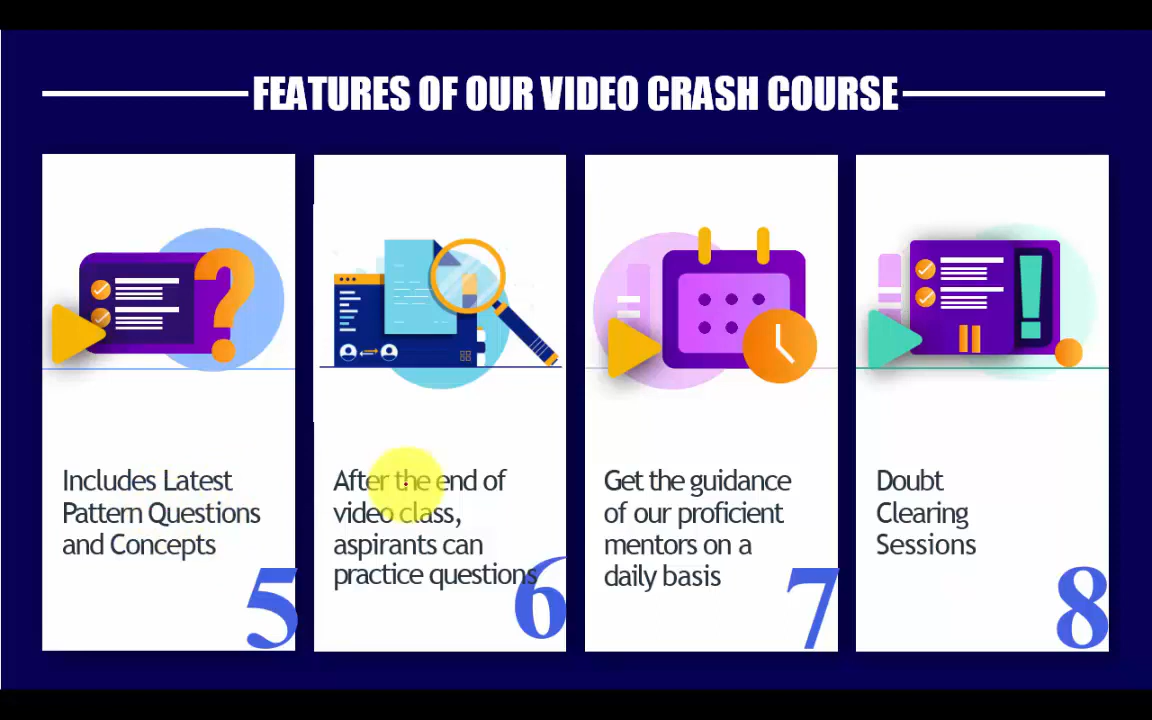 FEATURES OF OUR VIDEO CRASH COURSE
Includes Latest
Pattern Questions
and Concepts
5
After the end of
video class,
aspirants can
practice questions
6
Get the guidance
of our proficient
mentors on a
daily basis
7
Doubt
Clearing
Sessions
8